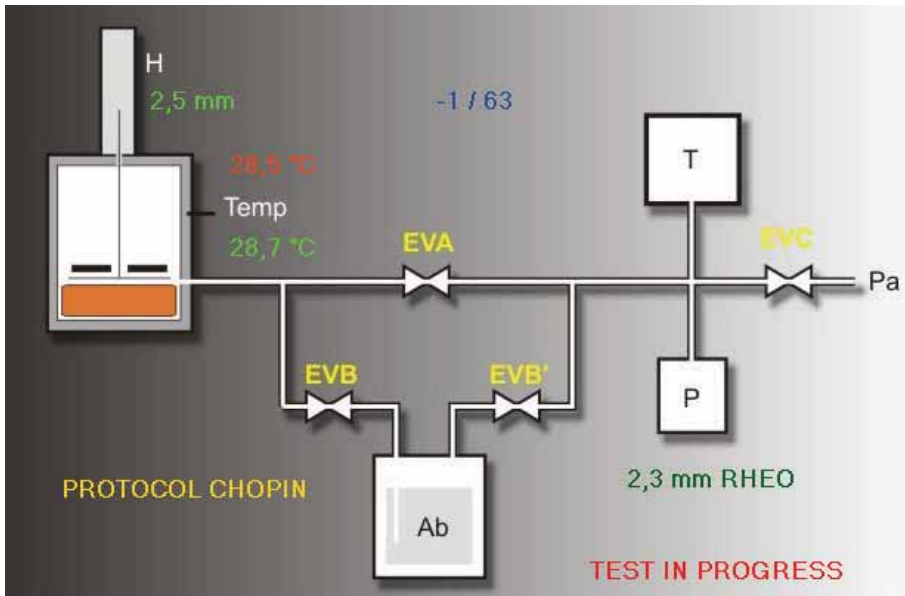 H
2,5 mm
-1 / 63
28,5 °C
Temp
28,7 °C
T
EVA
EVC
Pa
EVB
EVB'
P
2,3 mm RHEO
PROTOCOL CHOPIN
Ab
TEST IN PROGRESS